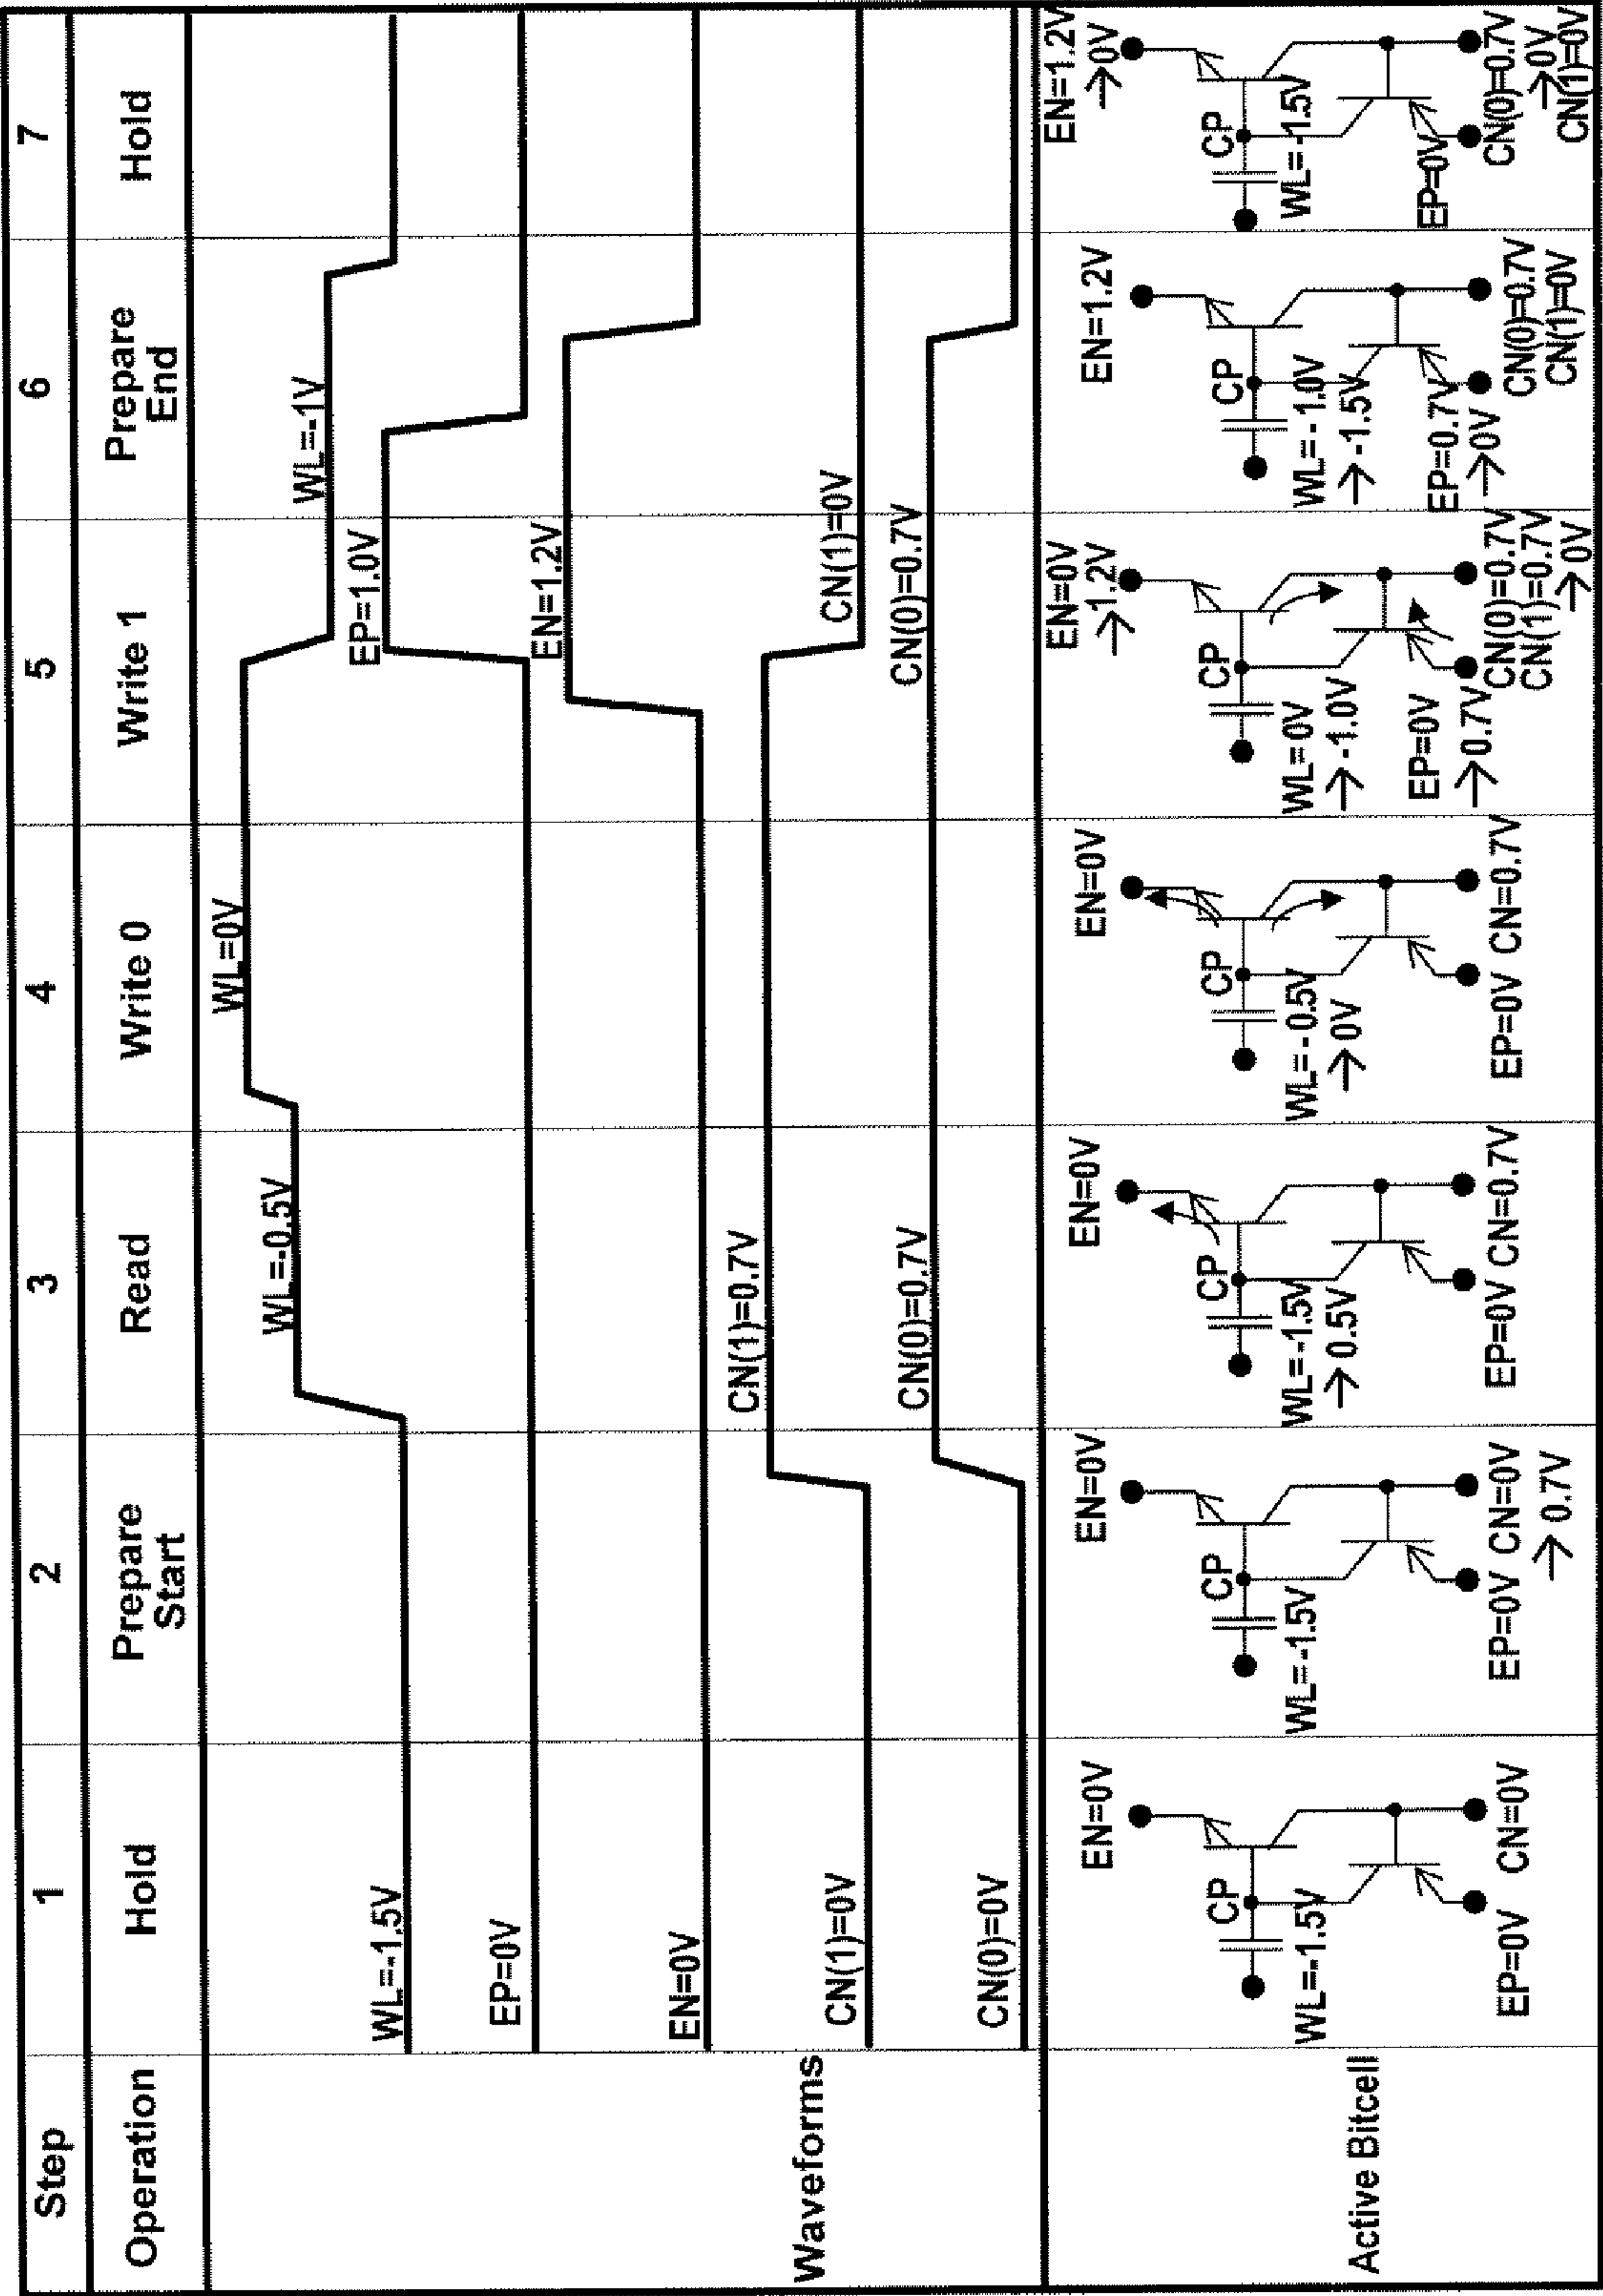 Step 1 2 3 4 5 6 7
Operation Hold Prepare Start Read Write 0 Write 1 Prepare End Hold
Waveforms
WL=-1.5V
WL=-0.5V
WL=0V
WL=-1V
EP=0V
EP=1.0V
EN=0V
EN=1.2V
CN(1)=0V
CN(1)=0.7V
CN(1)=0V
CN(0)=0V
CN(0)=0.7V
CN(0)=0.7V
Active Bitcell
EN=0V
CP
WL=-1.5V
EP=0V
CN=0V
EN=0V
CP
WL=-1.5V
EP=0V CN=0V
→ 0.7V
EN=0V
CP
WL=-1.5V
→ 0.5V
EP=0V CN=0.7V
EN=0V
CP
WL=-0.5V
→ 0V
EP=0V CN=0.7V
EN=0V
→1.2V
CP
WL=0V
→-1.0V
EP=0V
→0.7V
CN(0)=0.7V
CN(1)=0.7V
→0V
EN=1.2V
CP
WL=-1.0V
→-1.5V
EP=0.7V
→0V
CN(0)=0.7V
CN(1)=0V
EN=1.2V
→0V
CP
WL=-1.5V
EP=0V
CN(0)=0.7V
→0V
CN(1)=0V